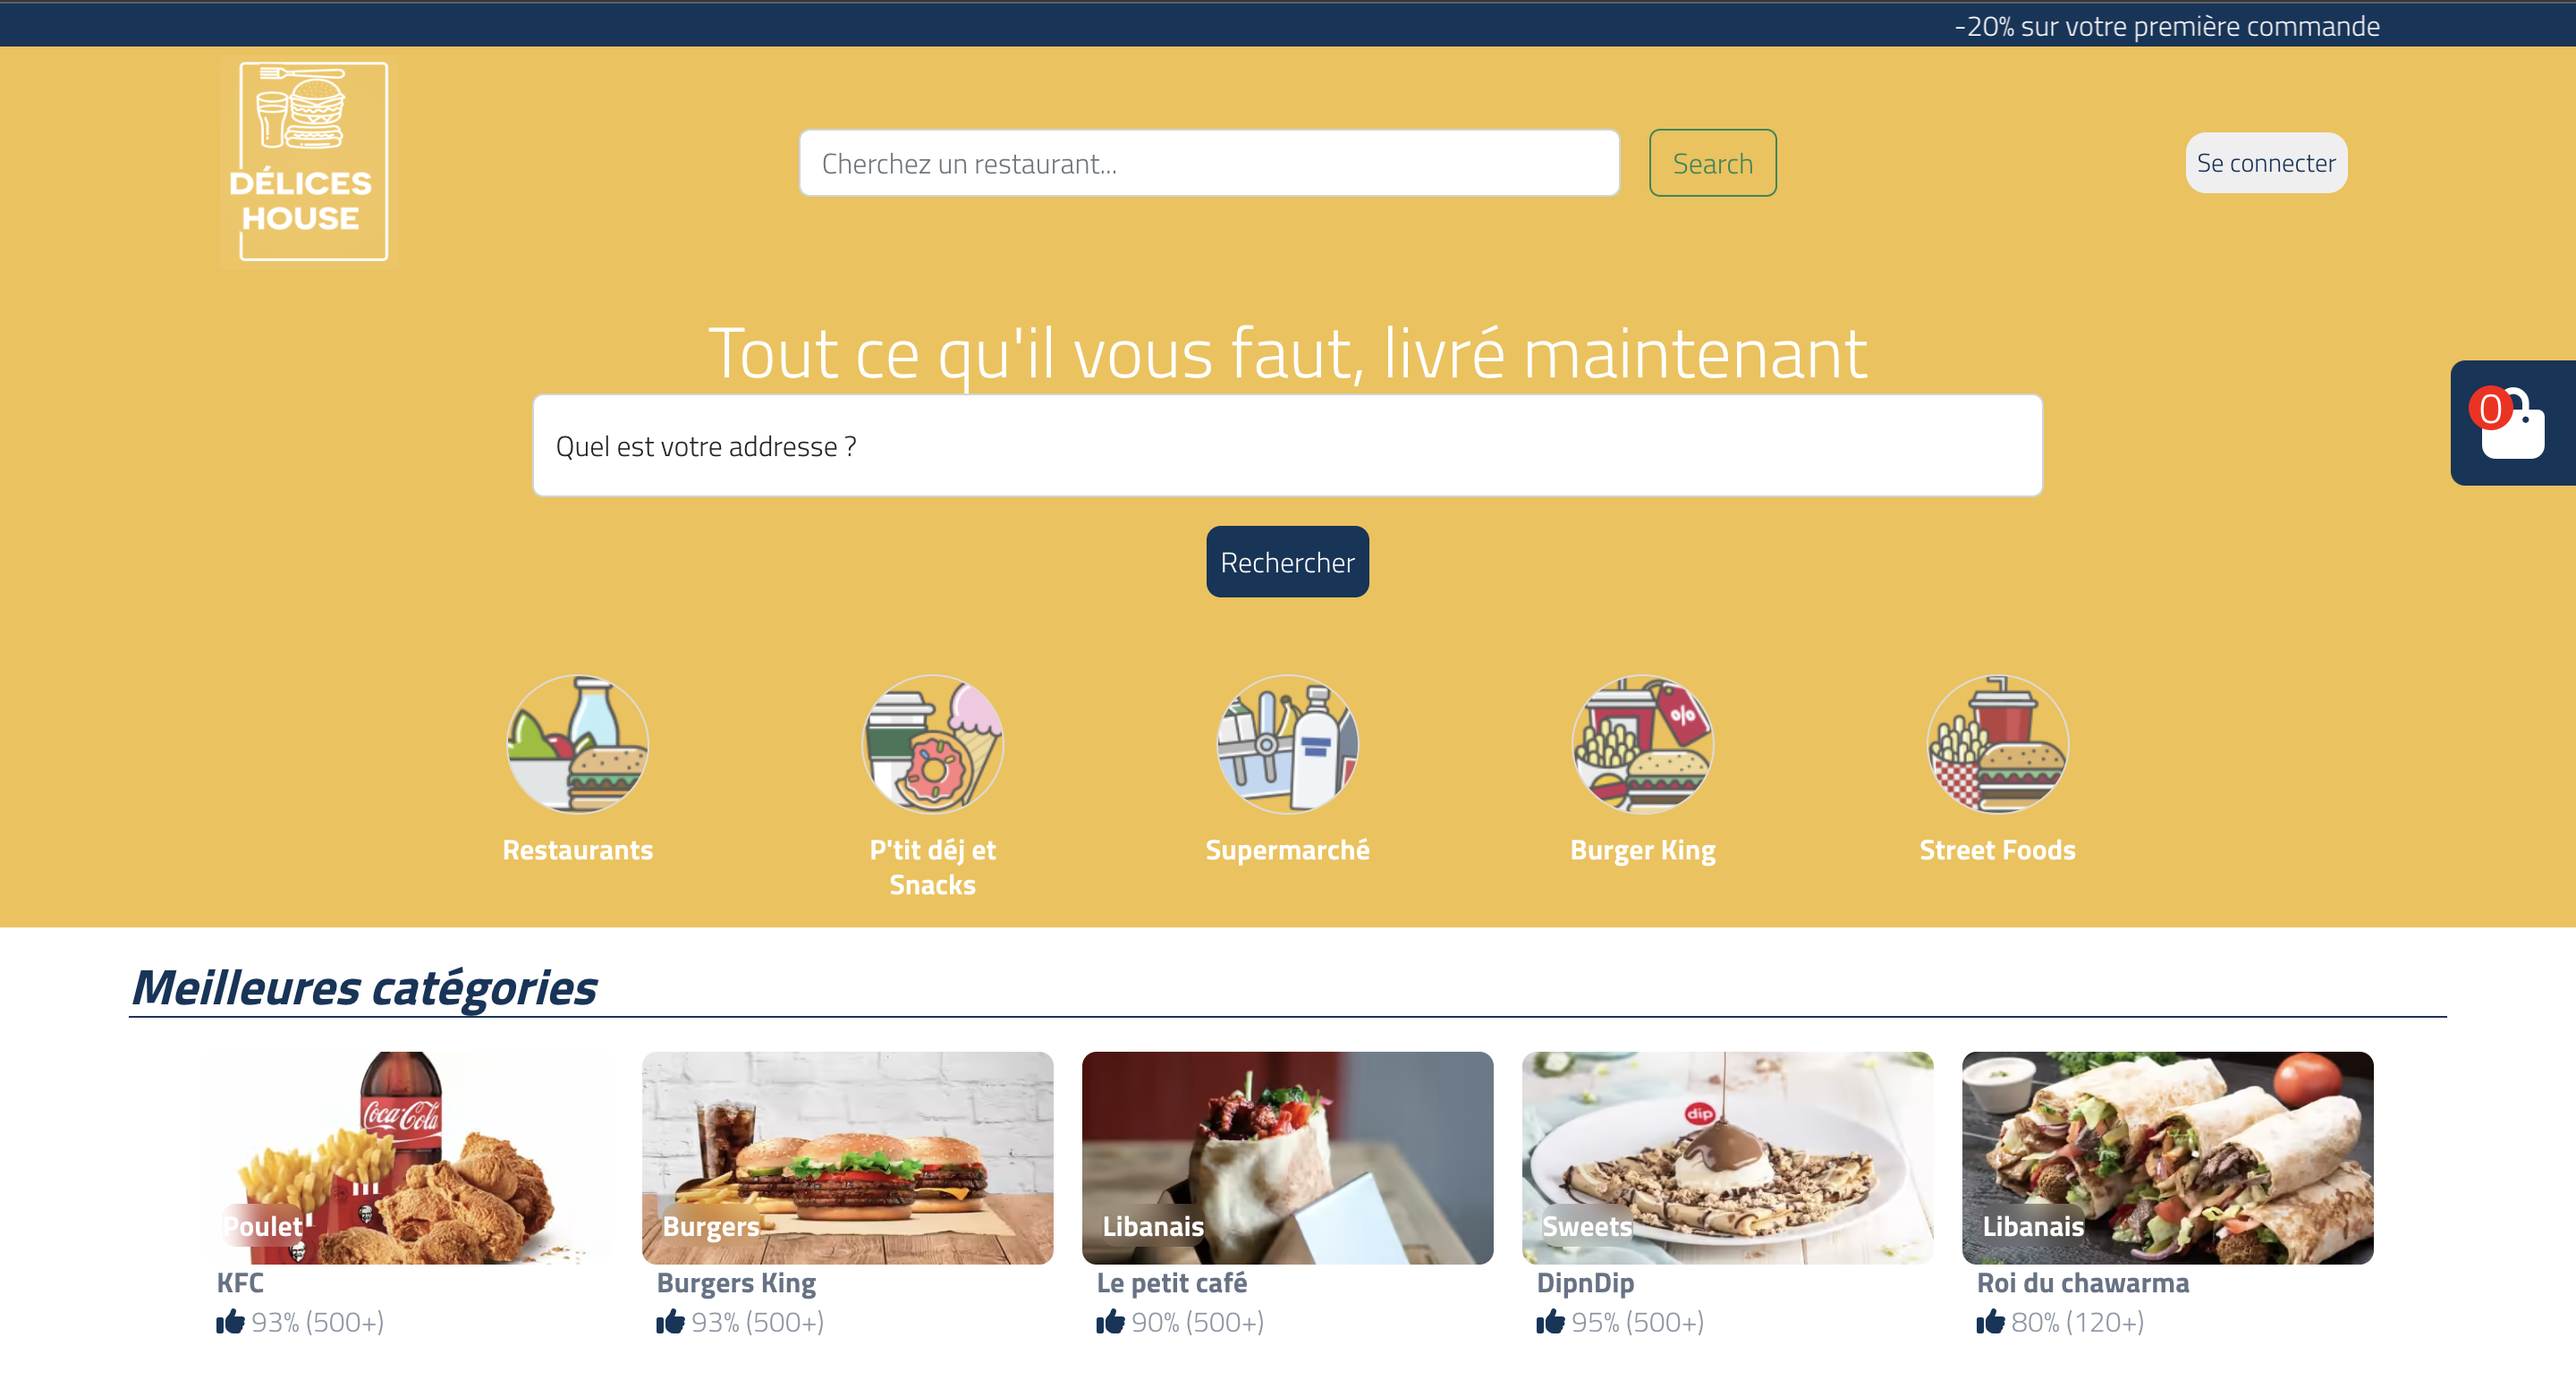 -20% sur votre première commande
DÉLICES
HOUSE
Cherchez un restaurant...
Search
Se connecter
Tout ce qu'il vous faut, livré maintenant
0
Quel est votre addresse ?
Rechercher
%
Restaurants
P'tit déj et
Snacks
Supermarché
Burger King
Street Foods
Meilleures catégories
Coca-Cola
dip
Poulet
Burgers
Libanais
Sweets
Libanais
KFC
Burgers King
Le petit café
DipnDip
Roi du chawarma
93% (500+)
93% (500+)
90% (500+)
95% (500+)
80% (120+)